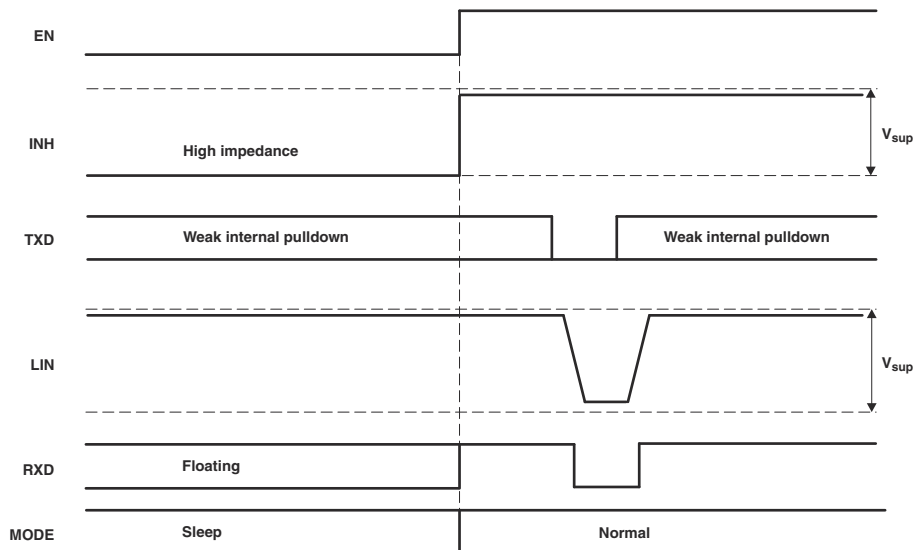 EN
INH
High impedance
V_sup
TXD
Weak internal pulldown
Weak internal pulldown
LIN
V_sup
RXD
Floating
MODE
Sleep
Normal